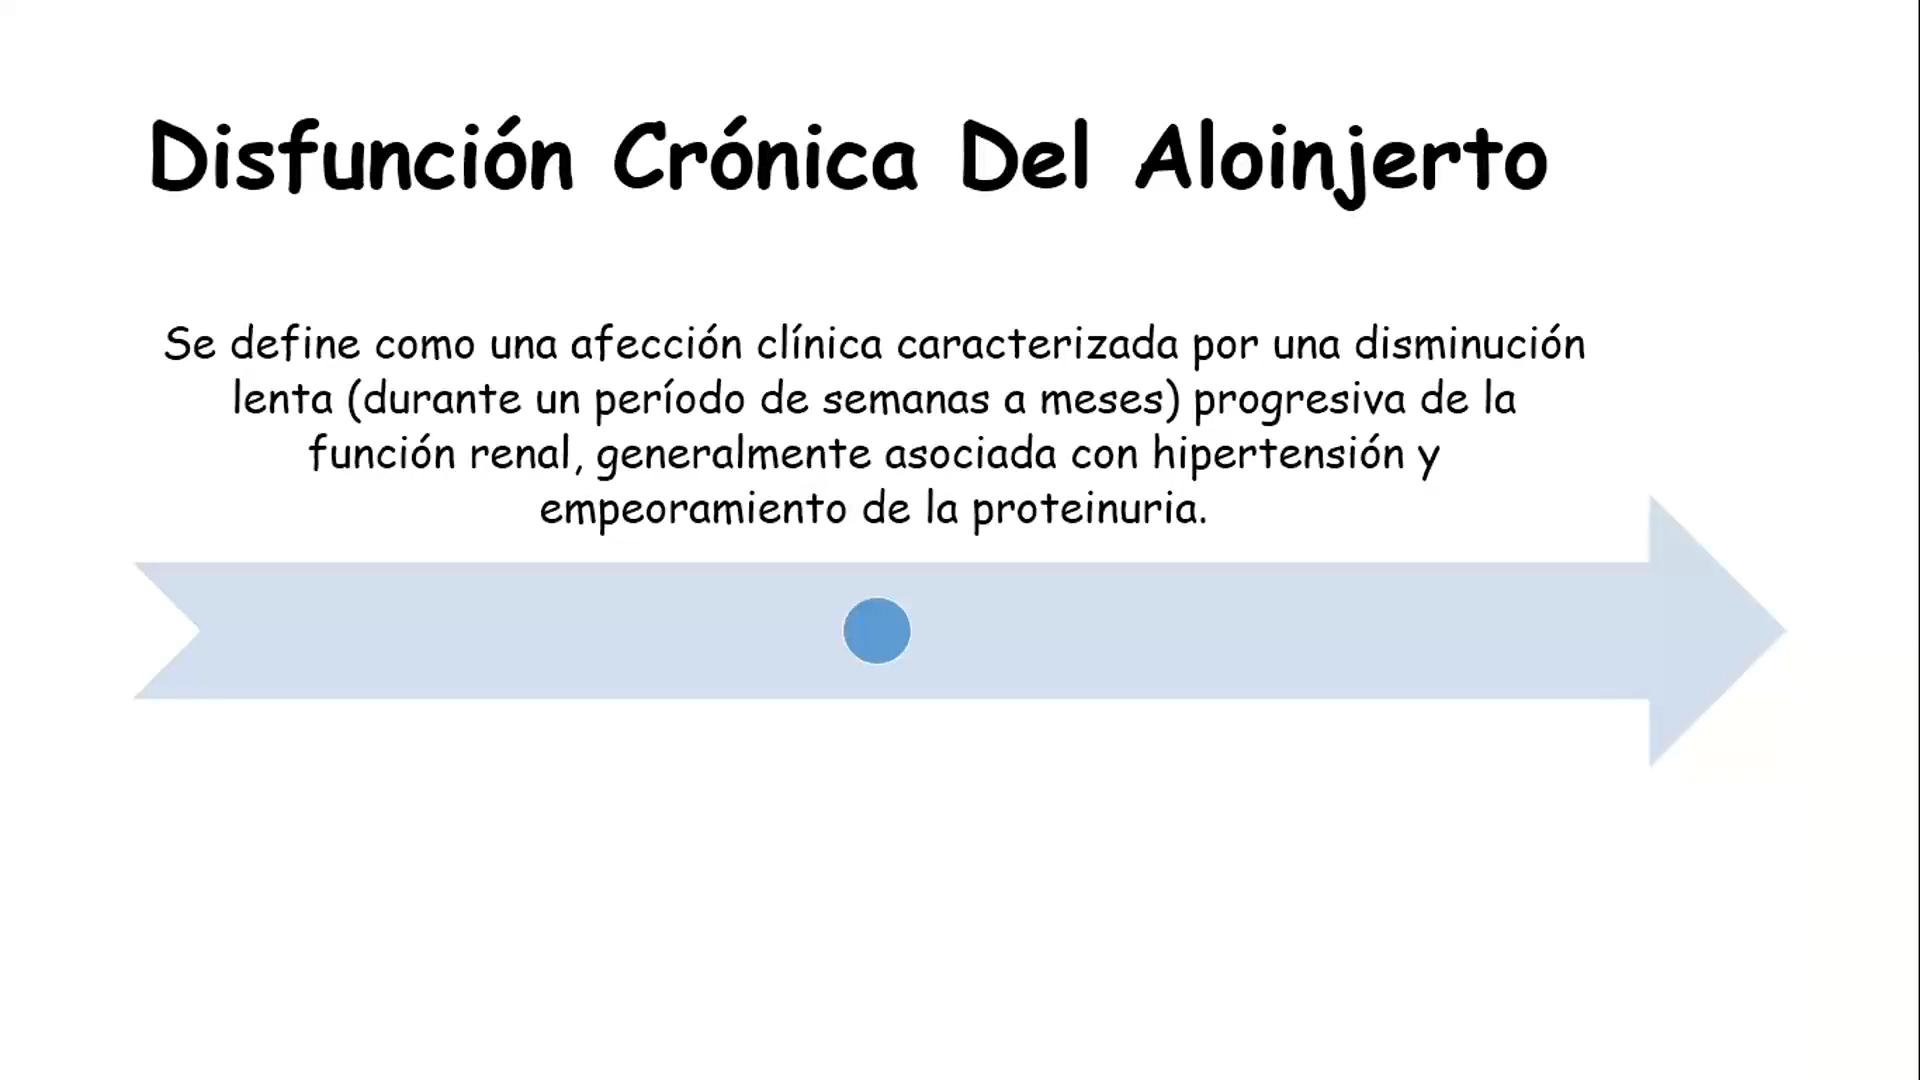 Disfunción Crónica Del Aloinjerto
Se define como una afección clínica caracterizada por una disminución
lenta (durante un período de semanas a meses) progresiva de la
función renal, generalmente asociada con hipertensión y
empeoramiento de la proteinuria.